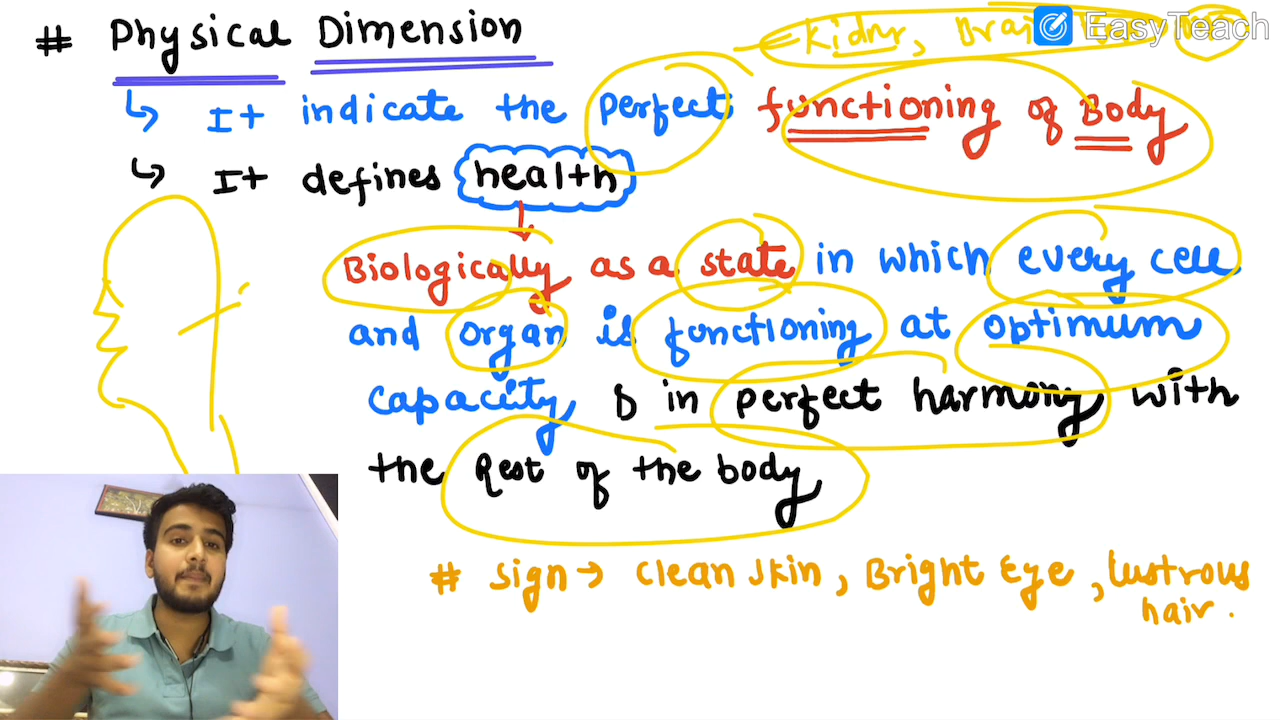 # Physical Dimension
Kidny, Brai
EasyTeach
↳ It indicate the perfect functioning of Body
↳ It defines health
Biologically as a state in which every cell
and organ is functioning at optimum
capacity & in perfect harmony with
the Rest of the body
# Sign → Clean Skin, Bright Eye, lustrous
hair.